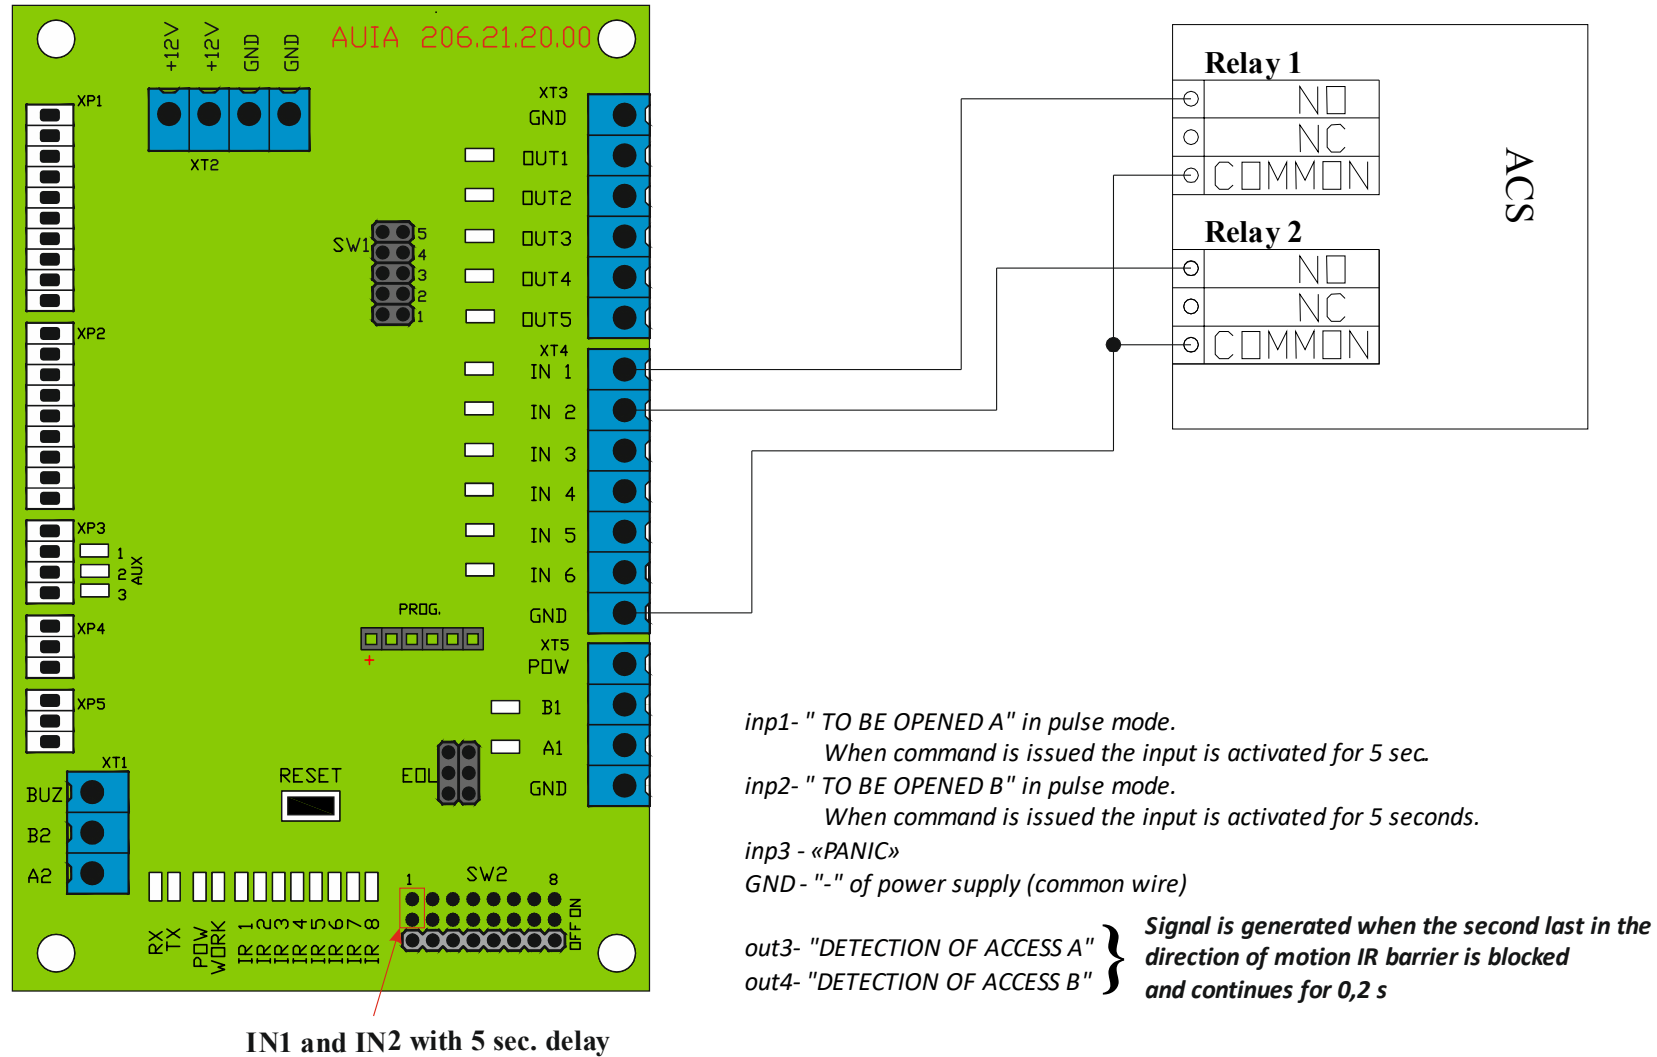 AUIA 206.21.20.00
+12V
+12V
GND
GND
XT2
XP1
XP2
XP3
1
2
3
AUX
XP4
XP5
XT1
BUZ
B2
A2
SW1
5
4
3
2
1
XT3
GND
OUT1
OUT2
OUT3
OUT4
OUT5
XT4
IN 1
IN 2
IN 3
IN 4
IN 5
IN 6
GND
XT5
POW
B1
A1
GND
PROG.
+
RESET
EOL
SW2
1
8
ON
OFF
RX
TX
POW
WORK
IR 1
IR 2
IR 3
IR 4
IR 5
IR 6
IR 7
IR 8
IN1 and IN2 with 5 sec. delay
Relay 1
NO
NC
COMMON
Relay 2
NO
NC
COMMON
ACS
inp1- " TO BE OPENED A" in pulse mode.
When command is issued the input is activated for 5 sec.
inp2- " TO BE OPENED B" in pulse mode.
When command is issued the input is activated for 5 seconds.
inp3 - «PANIC»
GND - "-" of power supply (common wire)
out3- "DETECTION OF ACCESS A"
out4- "DETECTION OF ACCESS B"
}
Signal is generated when the second last in the
direction of motion IR barrier is blocked
and continues for 0,2 s